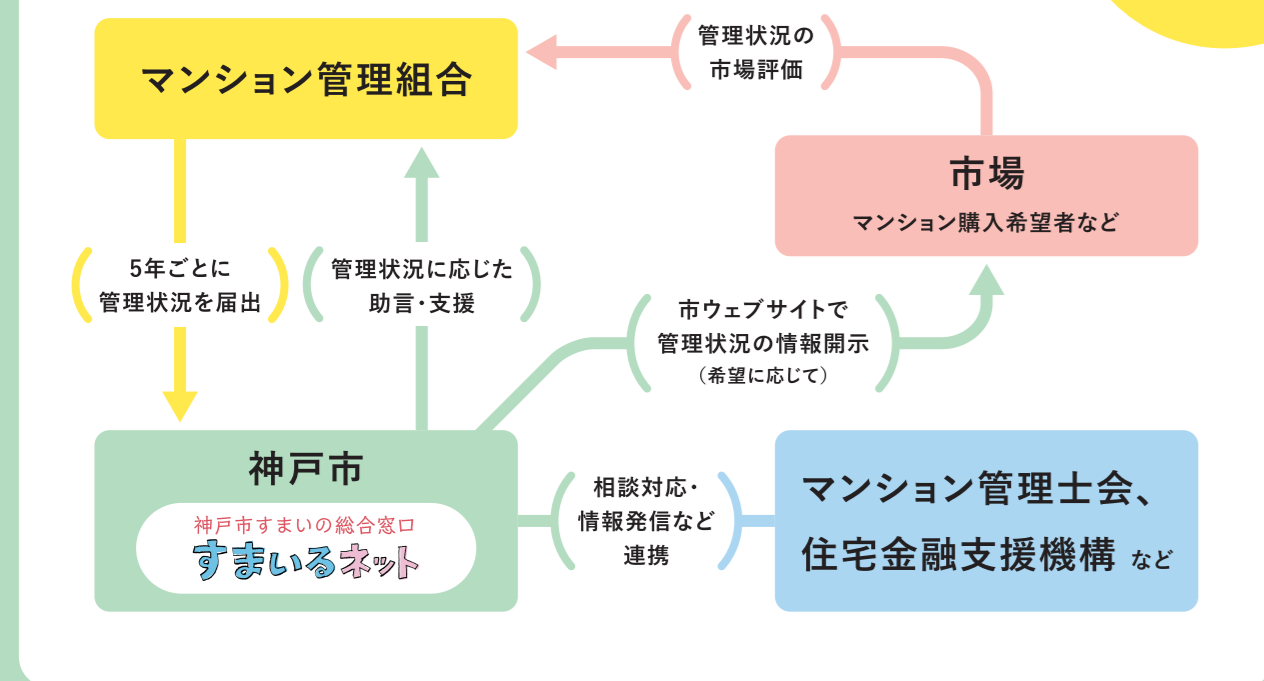 マンション管理組合
管理状況の
市場評価
市場
マンション購入希望者など
5年ごとに
管理状況を届出
管理状況に応じた
助言・支援
市ウェブサイトで
管理状況の情報開示
（希望に応じて）
神戸市
神戸市すまいの総合窓口
すまいるネット
相談対応・
情報発信など
連携
マンション管理士会、
住宅金融支援機構 など